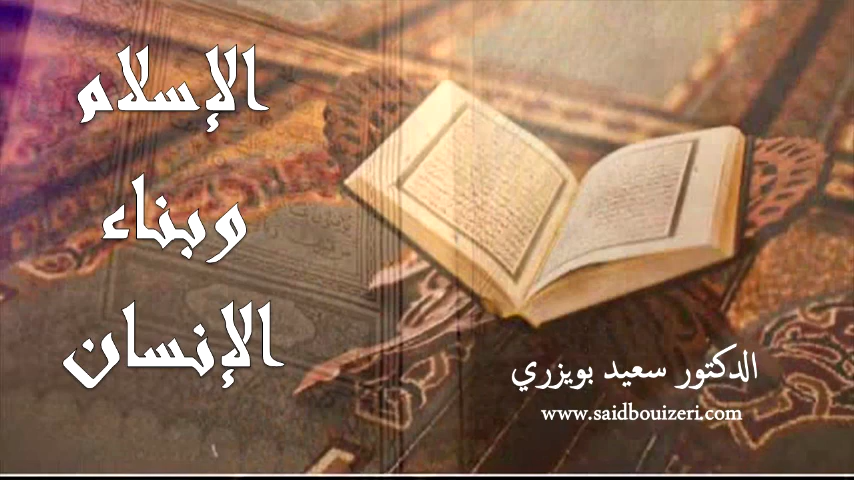 الإسلام
وبناء
الإنسان
الدكتور سعيد بويزري
www.saidbouizeri.com